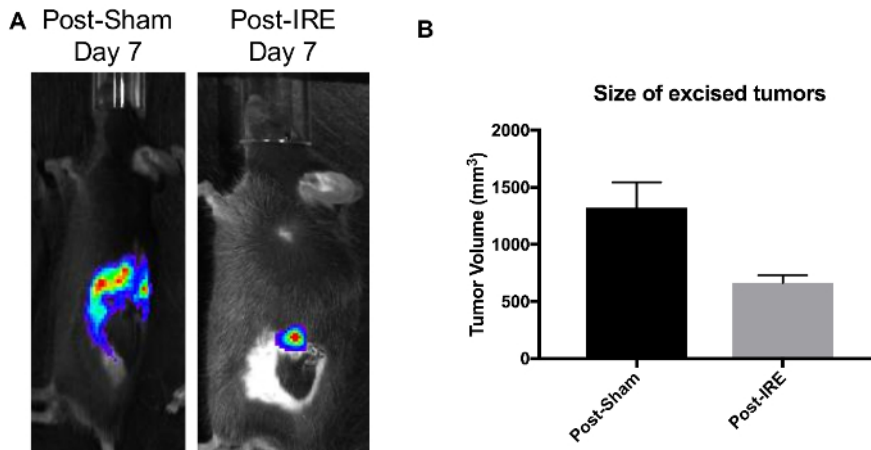 A
Post-Sham
Day 7
Post-IRE
Day 7
B
Size of excised tumors
Tumor Volume (mm³)
2000
1500
1000
500
0
Post-Sham
Post-IRE